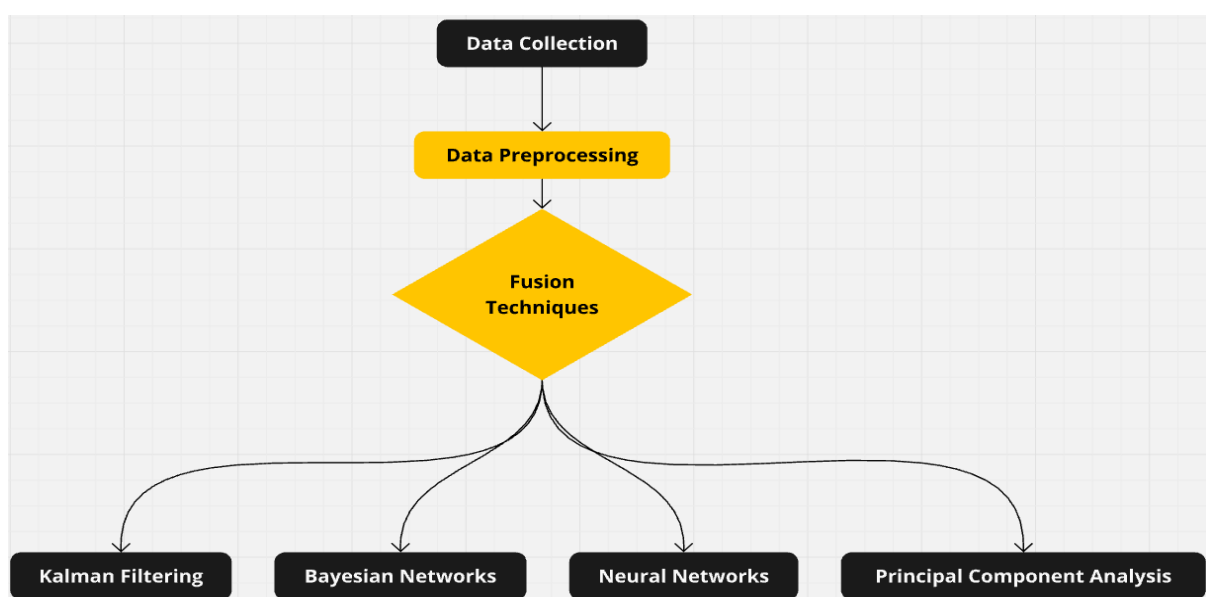 Data Collection
Data Preprocessing
Fusion
Techniques
Kalman Filtering
Bayesian Networks
Neural Networks
Principal Component Analysis